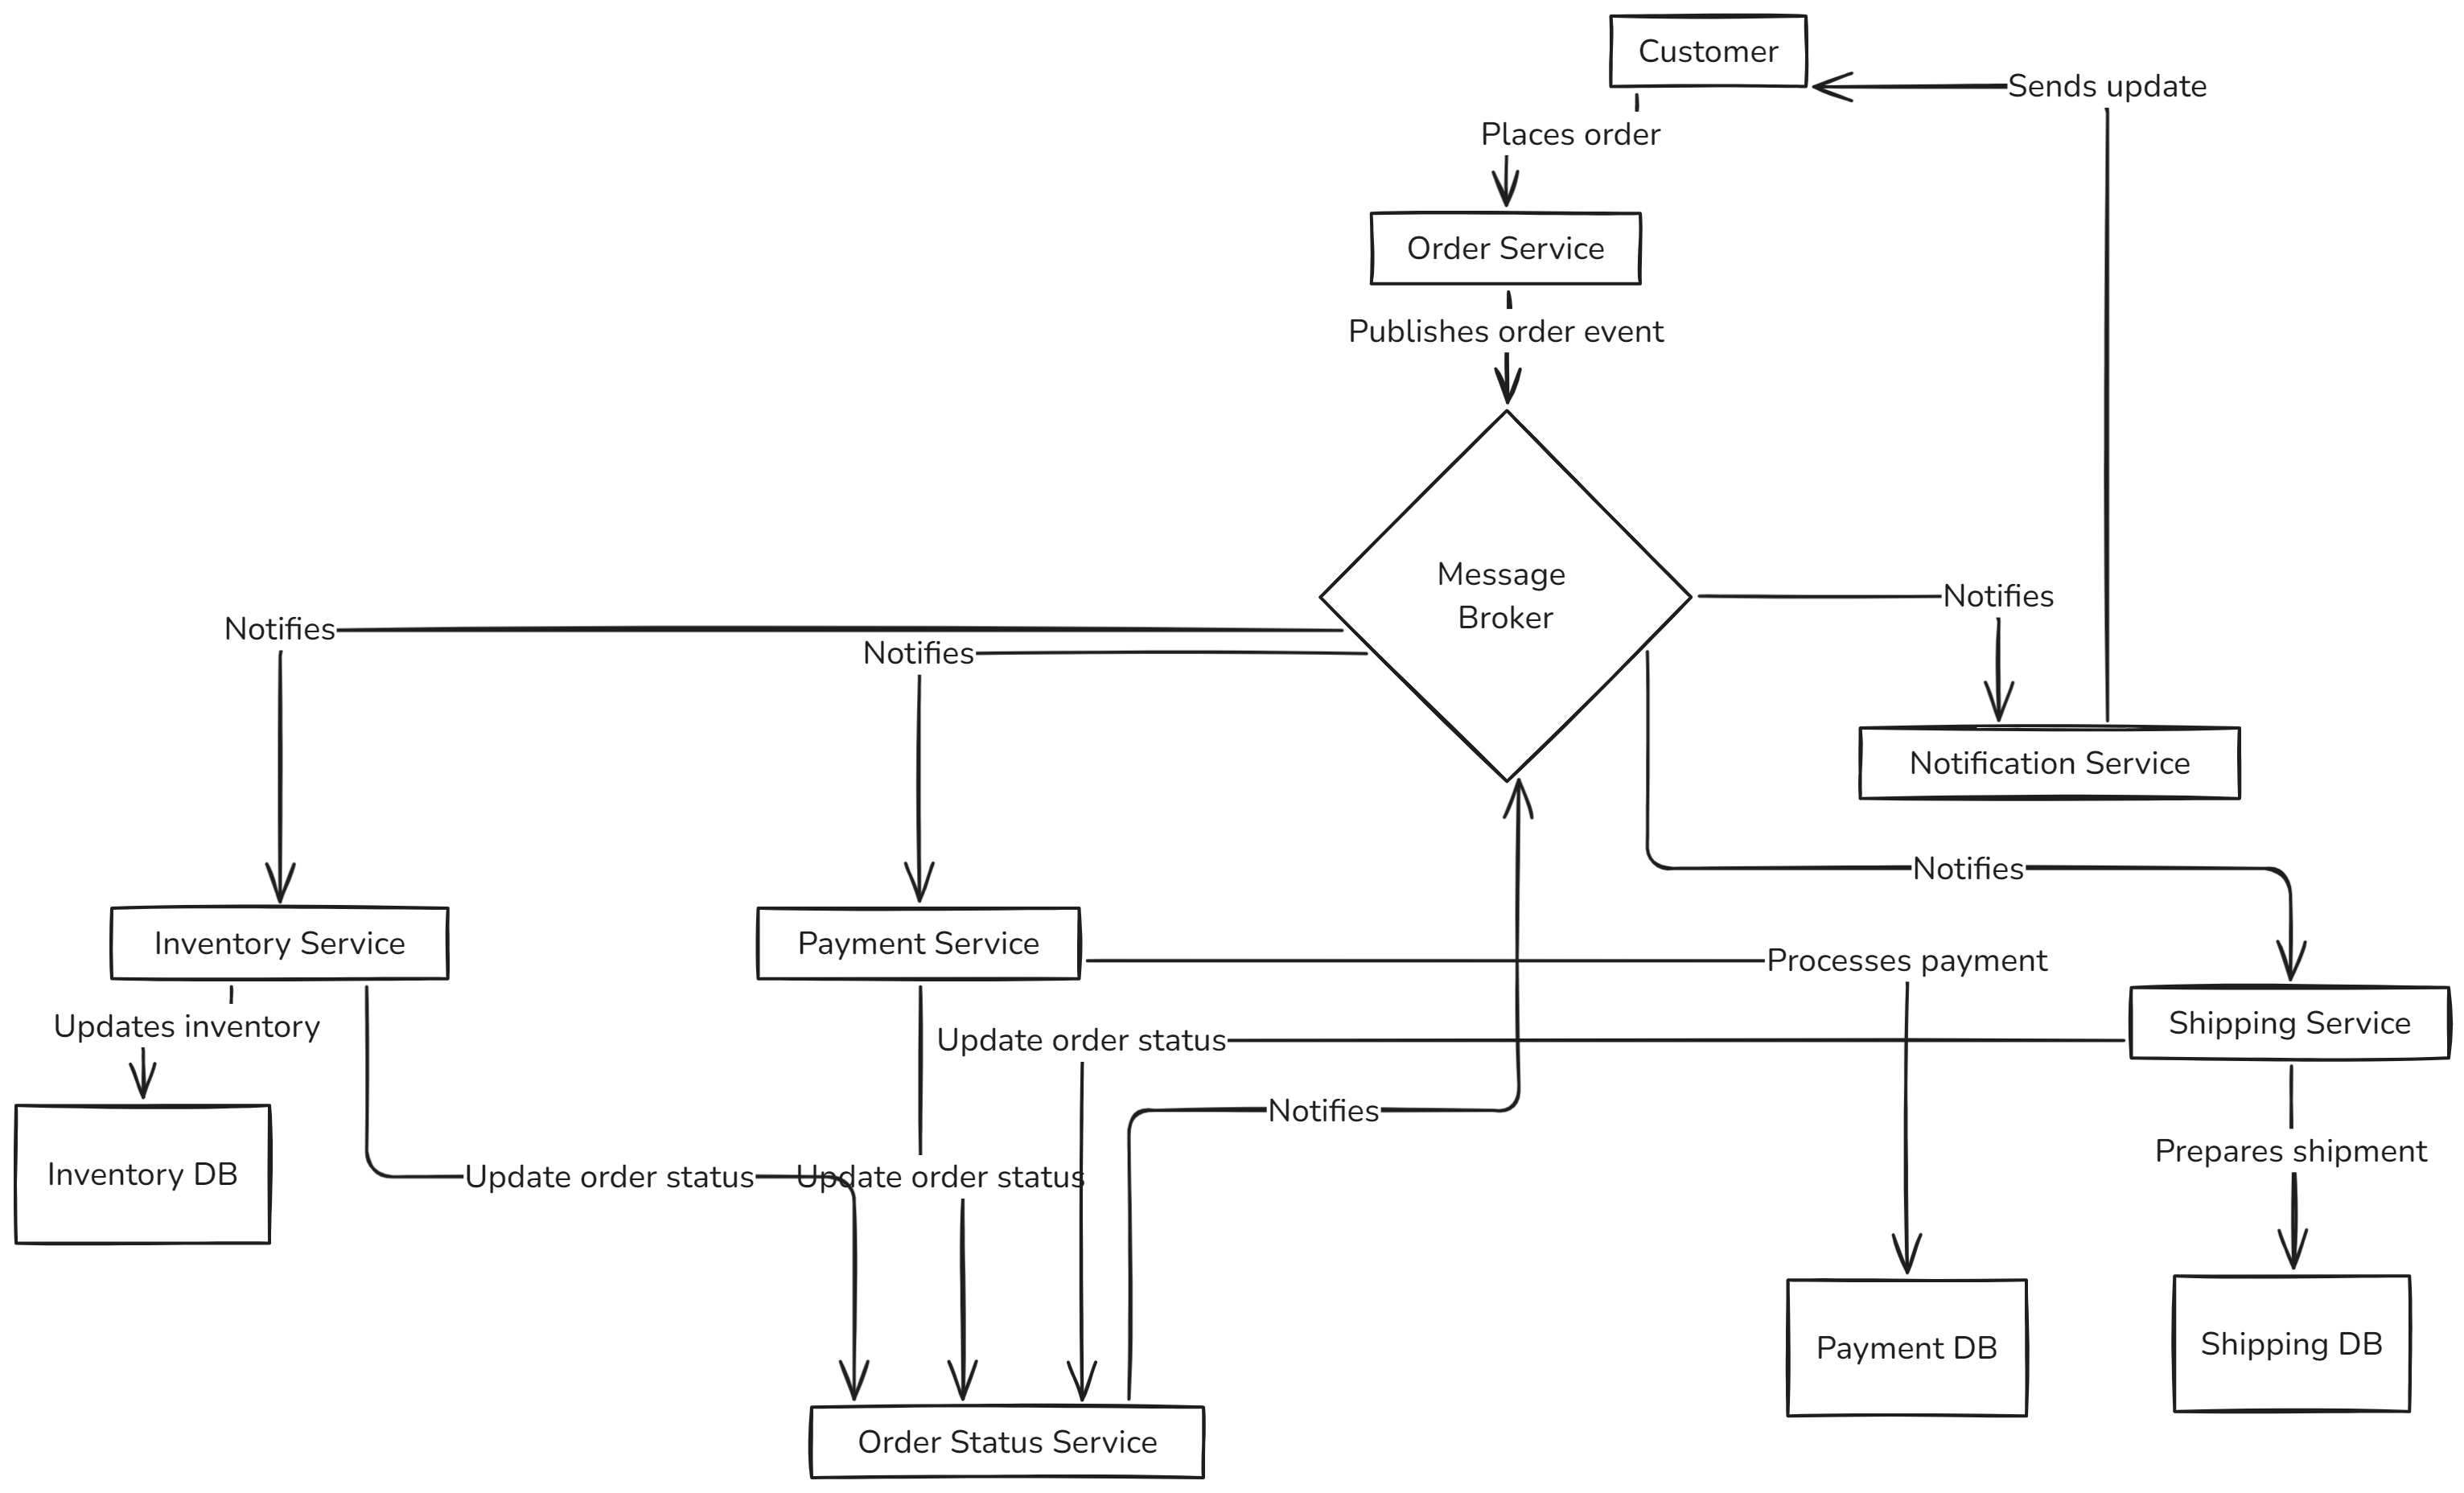 Customer
Sends update
Places order
Order Service
Publishes order event
Message
Broker
Notifies
Notifies
Notifies
Notification Service
Notifies
Inventory Service
Payment Service
Processes payment
Shipping Service
Updates inventory
Update order status
Notifies
Prepares shipment
Inventory DB
Update order status
Update order status
Payment DB
Shipping DB
Order Status Service